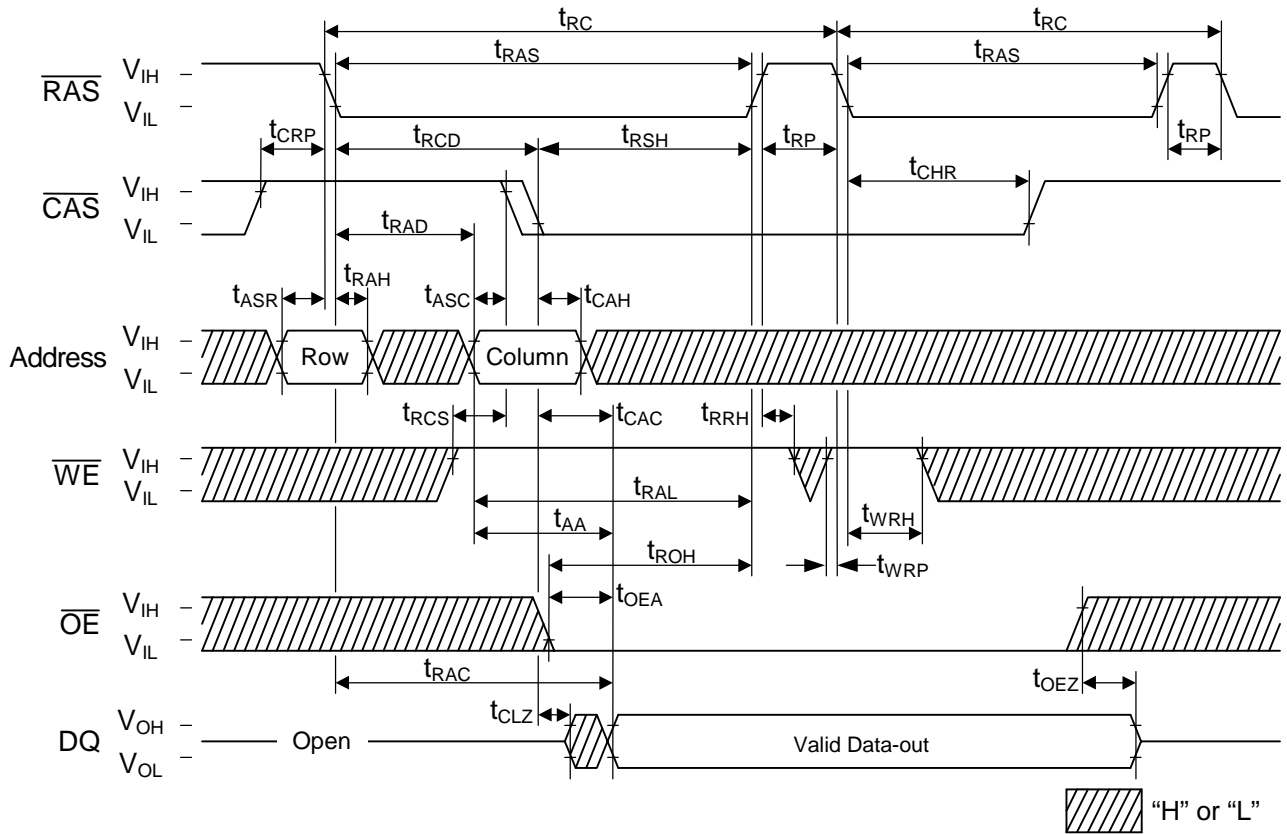 tRC tRC
tRAS tRAS
RAS VIH
VIL
tCRP tRCD tRSH tRP tRP
tCHR
CAS VIH
VIL
tRAD
tRAH
tASR tASC tCAH
Address VIH
VIL
Row Column
tRCS tCAC tRRH
WE VIH
VIL
tRAL
tAA tWRH
tROH tWRP
tOEA
OE VIH
VIL
tRAC tOEZ
tCLZ
DQ VOH
VOL
Open Valid Data-out
“H” or “L”